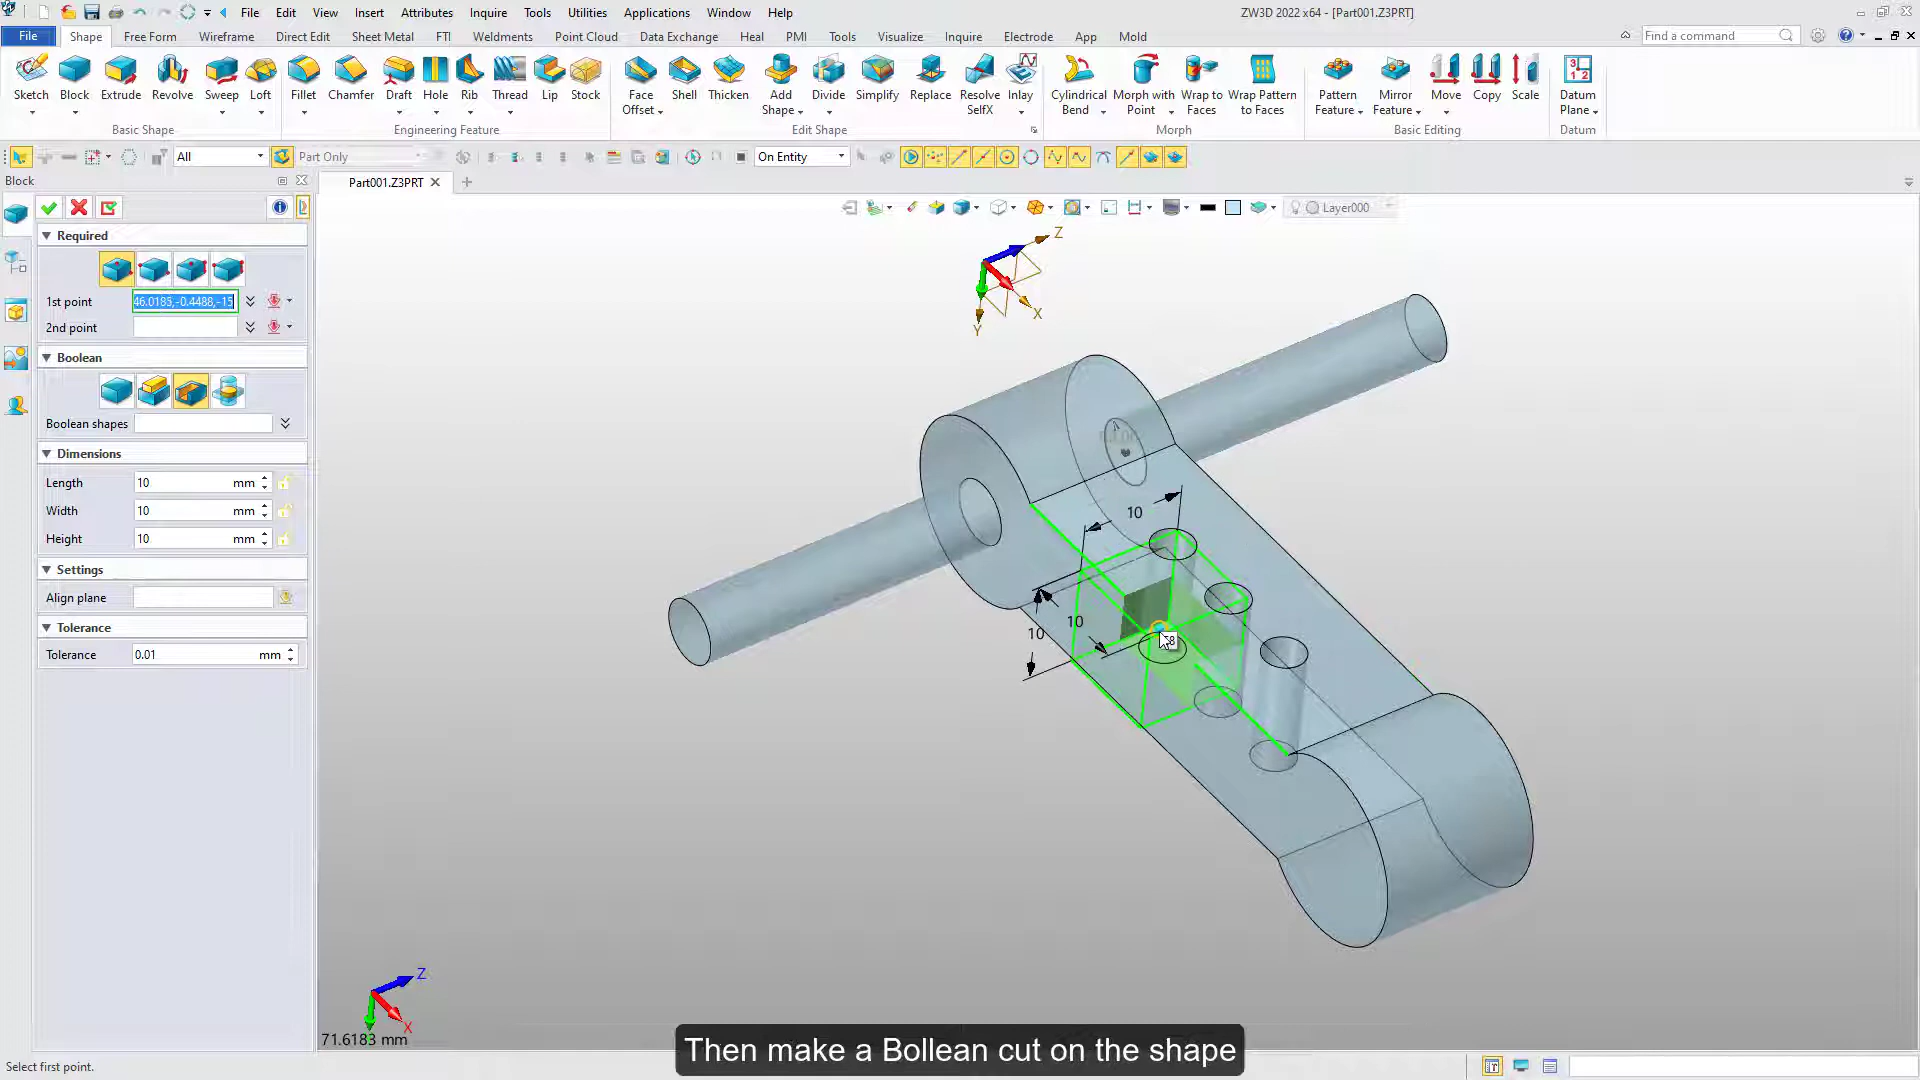 File Edit View Insert Attributes Inquire Tools Utilities Applications Window Help
ZW3D 2022 x64 - [Part001.Z3PRT]
File Shape Free Form Wireframe Direct Edit Sheet Metal FTI Weldments Point Cloud Data Exchange Heal PMI Tools Visualize Inquire Electrode App Mold
Find a command
Sketch Block Extrude Revolve Sweep Loft
Basic Shape
Fillet Chamfer Draft Hole Rib Thread Lip Stock
Engineering Feature
Face Offset Shell Thicken Add Shape Divide Simplify Replace Resolve SelfX Inlay
Edit Shape
Cylindrical Bend Morph with Point Wrap to Faces Wrap Pattern to Faces
Morph
Pattern Feature Mirror Feature Move Copy Scale
Basic Editing
Datum Plane
Datum
All
Part Only
On Entity
Block
Part001.Z3PRT
Layer000
Required
1st point 46.0185,-0.4488,-15
2nd point
Boolean
Boolean shapes
Dimensions
Length 10 mm
Width 10 mm
Height 10 mm
Settings
Align plane
Tolerance
Tolerance 0.01 mm
Z
X
Y
10
10
10
Z
X
71.6183 mm
Then make a Bollean cut on the shape
Select first point.